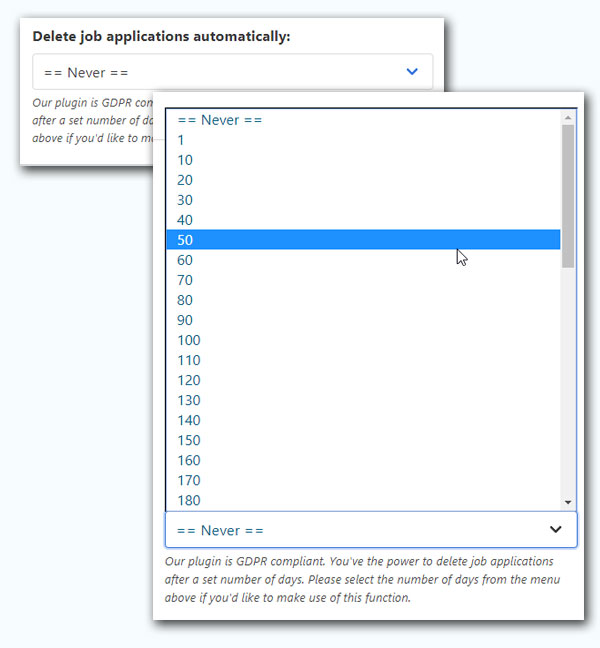 Delete job applications automatically:
== Never ==
Our plugin is GDPR com
after a set number of da
above if you'd like to m
== Never ==
1
10
20
30
40
50
60
70
80
90
100
110
120
130
140
150
160
170
180
== Never ==
Our plugin is GDPR compliant. You've the power to delete job applications
after a set number of days. Please select the number of days from the menu
above if you'd like to make use of this function.